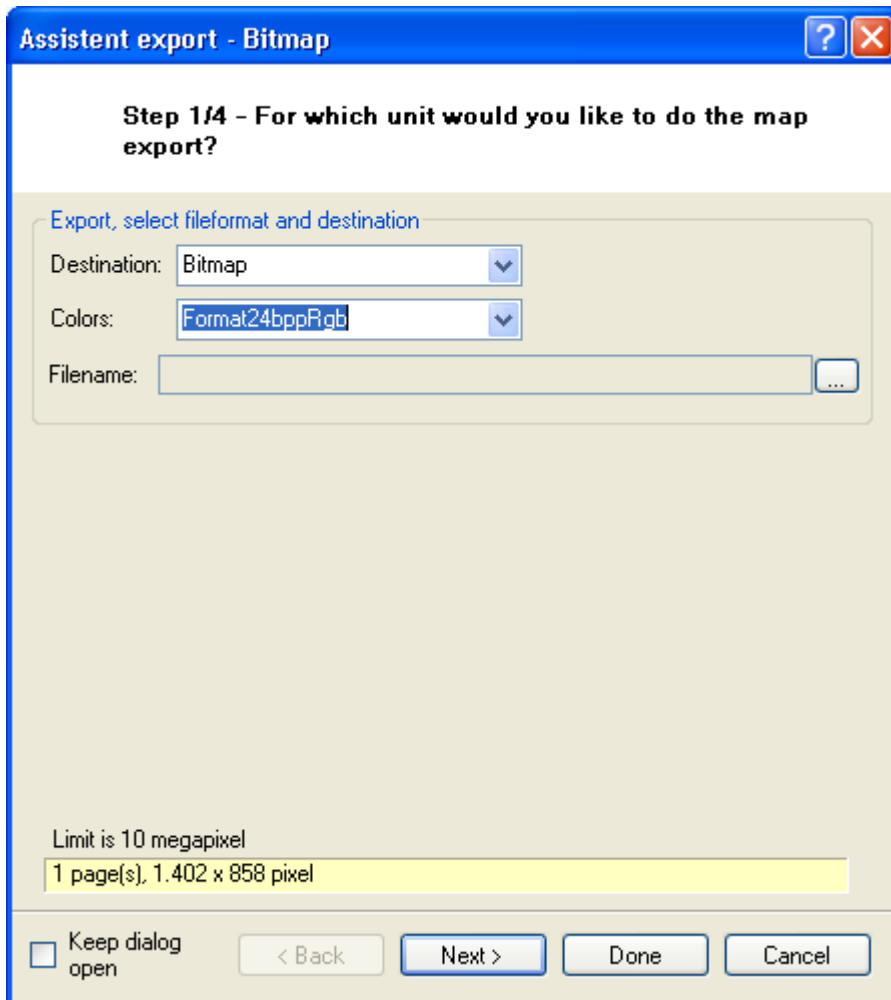 Assistent export - Bitmap
Step 1/4 - For which unit would you like to do the map
export?
Export, select fileformat and destination
Destination: Bitmap
Colors: Format24bppRgb
Filename: ...
Limit is 10 megapixel
1 page(s), 1.402 x 858 pixel
Keep dialog
open
< Back Next > Done Cancel